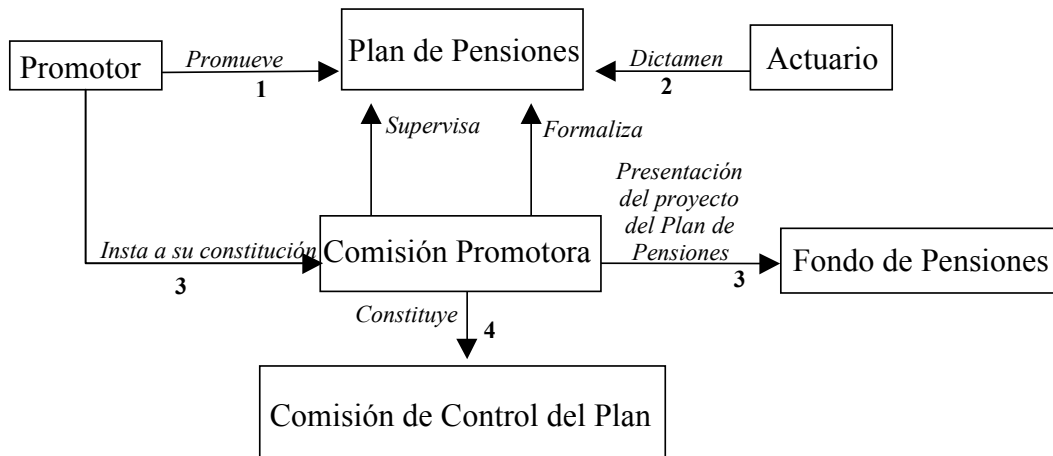 Promotor
Promueve
1
Plan de Pensiones
Dictamen
2
Actuario
Supervisa
Formaliza
Presentación
del proyecto
del Plan de
Pensiones
3
Insta a su constitución
3
Comisión Promotora
Fondo de Pensiones
Constituye
4
Comisión de Control del Plan